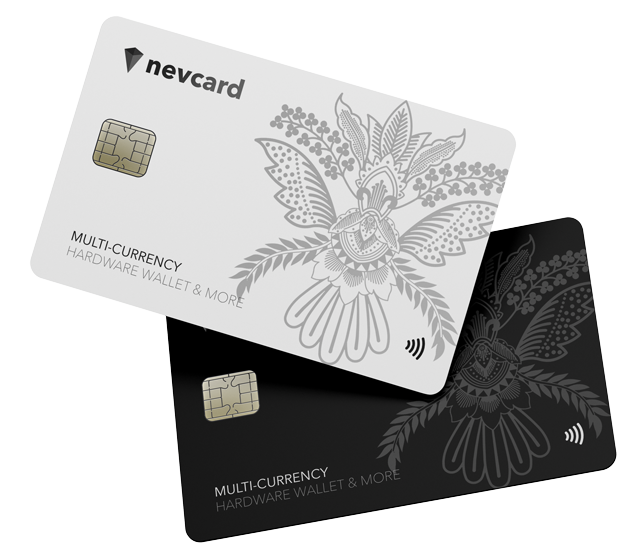 nevcard
MULTI-CURRENCY
HARDWARE WALLET & MORE
MULTI-CURRENCY
HARDWARE WALLET & MORE